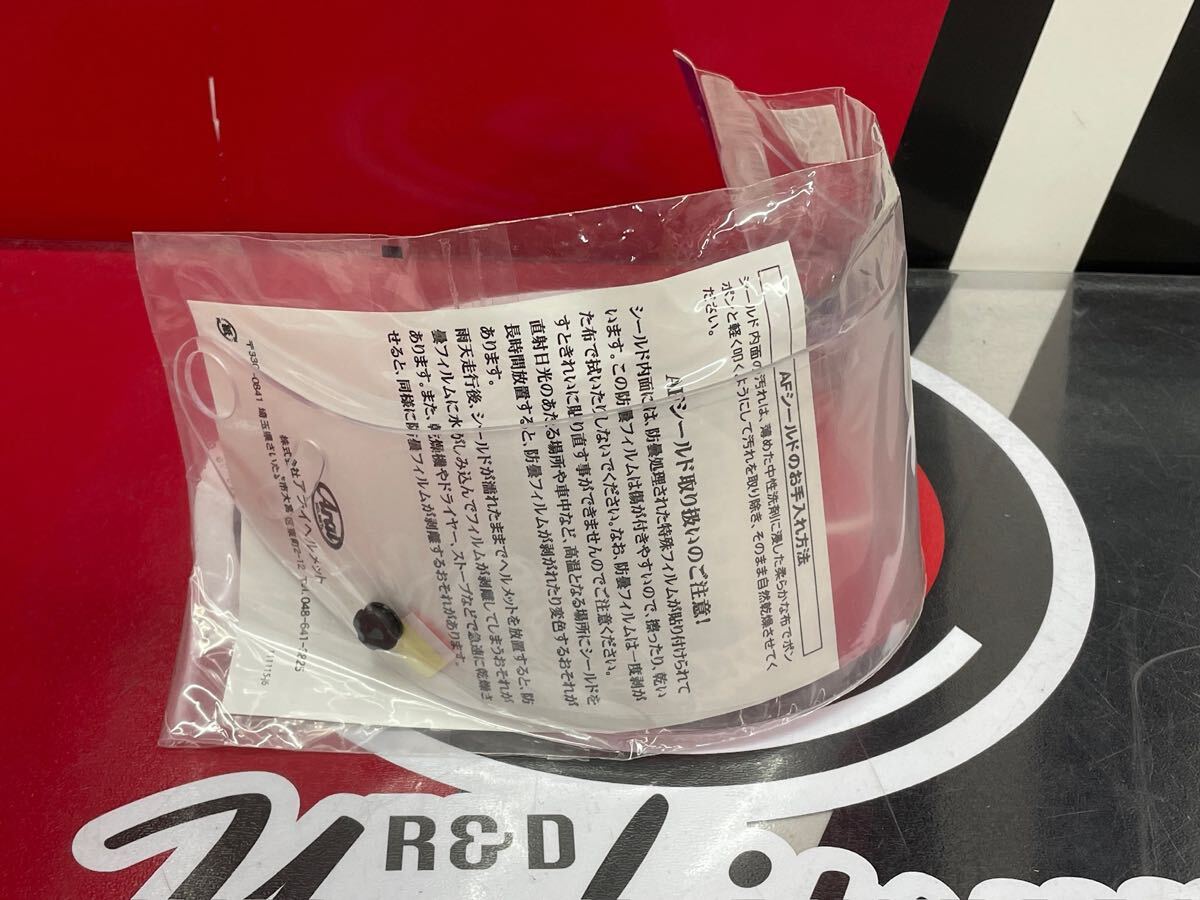 AFシールドのお手入れ方法
シールド内面の汚れは、薄めた中性洗剤に浸した柔らかな布でポン
ポンと軽く叩くようにして汚れを取り除き、そのまま自然乾燥させてく
ださい。
AFシールド取り扱いのご注意!
シールド内面には、防曇処理された特殊フィルムが貼り付けられて
います。この防曇フィルムは傷が付きやすいので、擦ったり、乾い
た布で拭いたりしないでください。なお、防曇フィルムは一度剥が
すときれいに貼り直す事ができませんのでご注意ください。
直射日光のあたる場所や車中など、高温となる場所にシールドを
長時間放置すると、防曇フィルムが剥がれたり変色するおそれが
あります。
雨天走行後、シールドが濡れたままでヘルメットを放置すると、防
曇フィルムに水がしみ込んでフィルムが剥離してしまうおそれが
あります。また、乾燥機やドライヤー、ストーブなどで急速に乾燥さ
せると、同様に防曇フィルムが剥離するおそれがあります。
Arai
株式会社アライヘルメット
〒330-0841 埼玉県さいたま市大宮区東町2-12
R&D